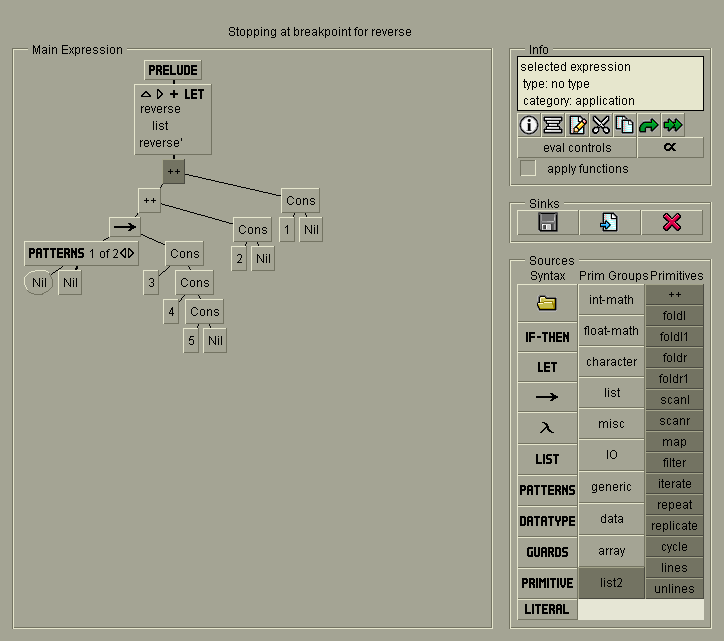 Stopping at breakpoint for reverse
Main Expression
PRELUDE
+ LET
reverse
list
reverse'
++
++
Cons
1 Nil
Cons
2 Nil
PATTERNS 1 of 2
Nil Nil
Cons
3 Cons
4 Cons
5 Nil
Info
selected expression
type: no type
category: application
eval controls
∝
apply functions
Sinks
Sources
Syntax Prim Groups Primitives
IF-THEN
LET
λ
LIST
PATTERNS
DATATYPE
GUARDS
PRIMITIVE
LITERAL
int-math
float-math
character
list
misc
IO
generic
data
array
list2
++
foldl
foldl1
foldr
foldr1
scanl
scanr
map
filter
iterate
repeat
replicate
cycle
lines
unlines